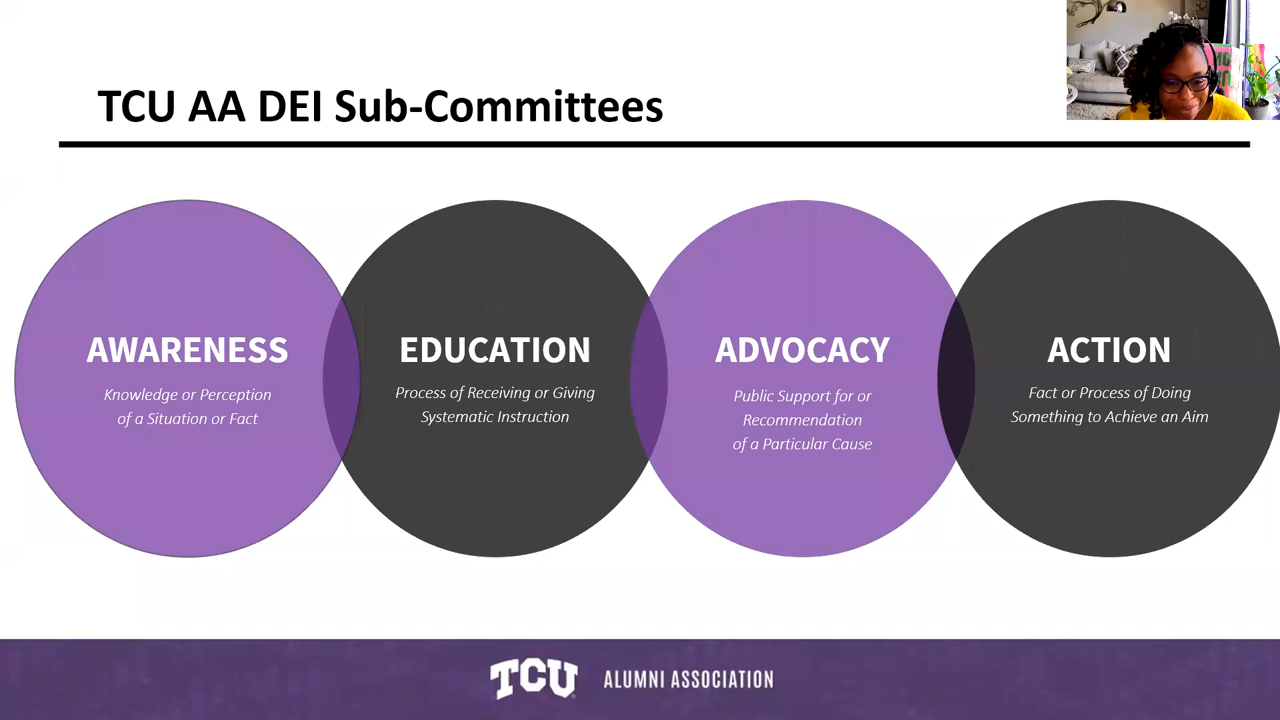 TCU AA DEI Sub-Committees
AWARENESS
Knowledge or Perception
of a Situation or Fact
EDUCATION
Process of Receiving or Giving
Systematic Instruction
ADVOCACY
Public Support for or
Recommendation
of a Particular Cause
ACTION
Fact or Process of Doing
Something to Achieve an Aim
TCU ALUMNI ASSOCIATION